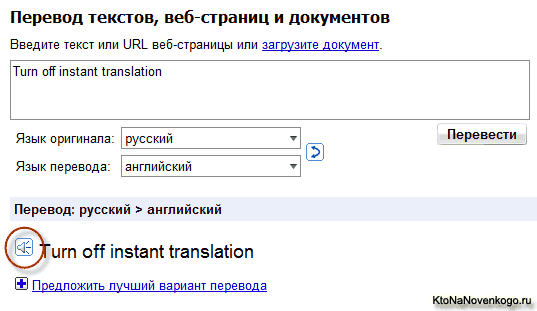 Перевод текстов, веб-страниц и документов
Введите текст или URL веб-страницы или загрузите документ.
Turn off instant translation
Язык оригинала: русский
Перевести
Язык перевода: английский
Перевод: русский > английский
Turn off instant translation
Предложить лучший вариант перевода
KtoNaNovenkogo.ru